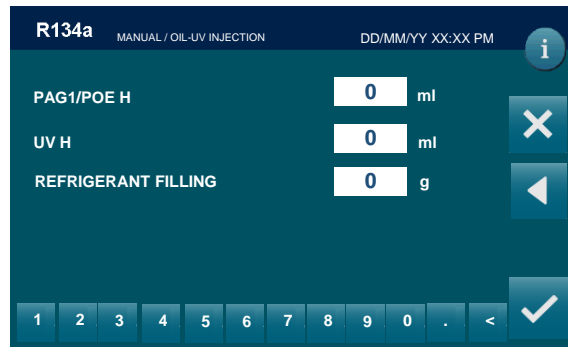 R134a MANUAL / OIL-UV INJECTION DD/MM/YY XX:XX PM i
PAG1/POE H 0 ml
UV H 0 ml
REFRIGERANT FILLING 0 g
1 2 3 4 5 6 7 8 9 0 . <